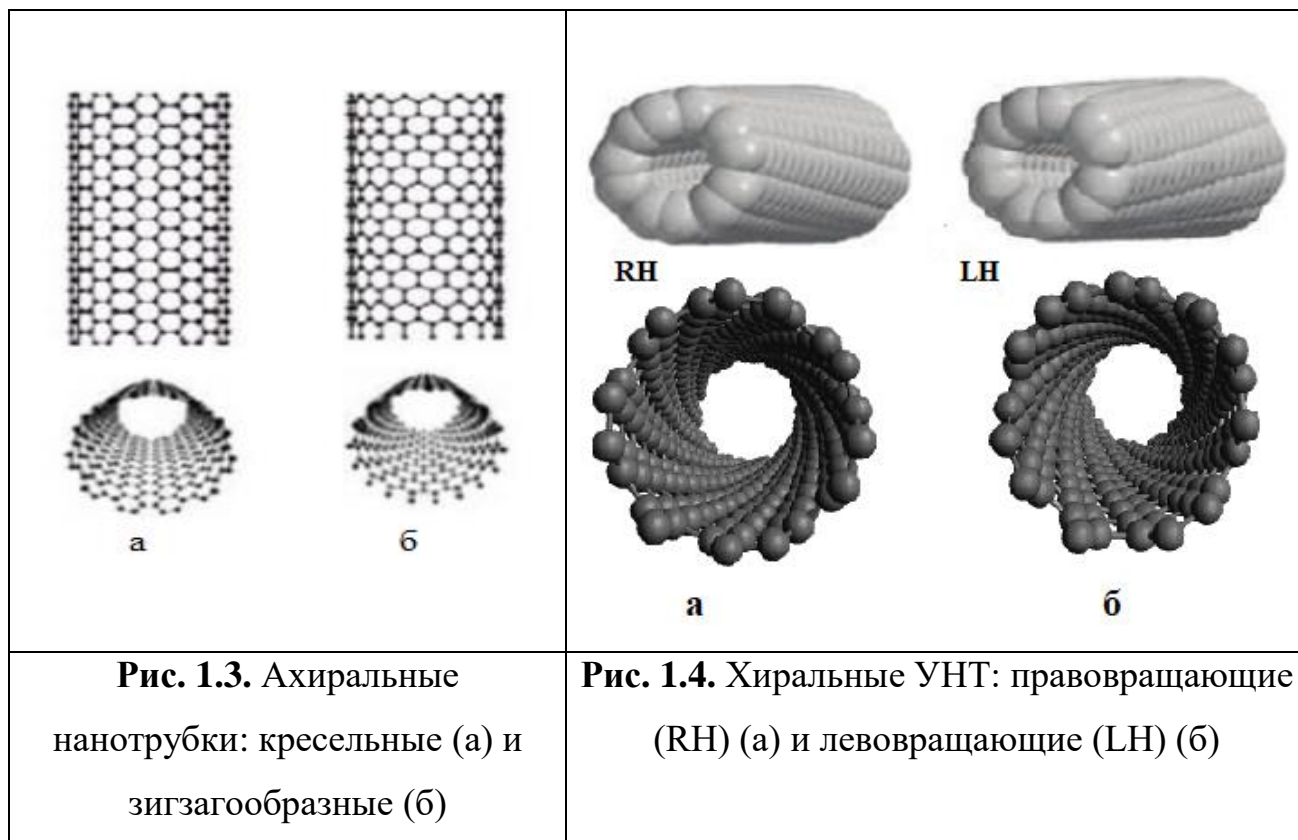 а
б
Рис. 1.3. Ахиральные
нанотрубки: кресельные (а) и
зигзагообразные (б)
RH
LH
а
б
Рис. 1.4. Хиральные УНТ: правовращающие
(RH) (а) и левовращающие (LH) (б)